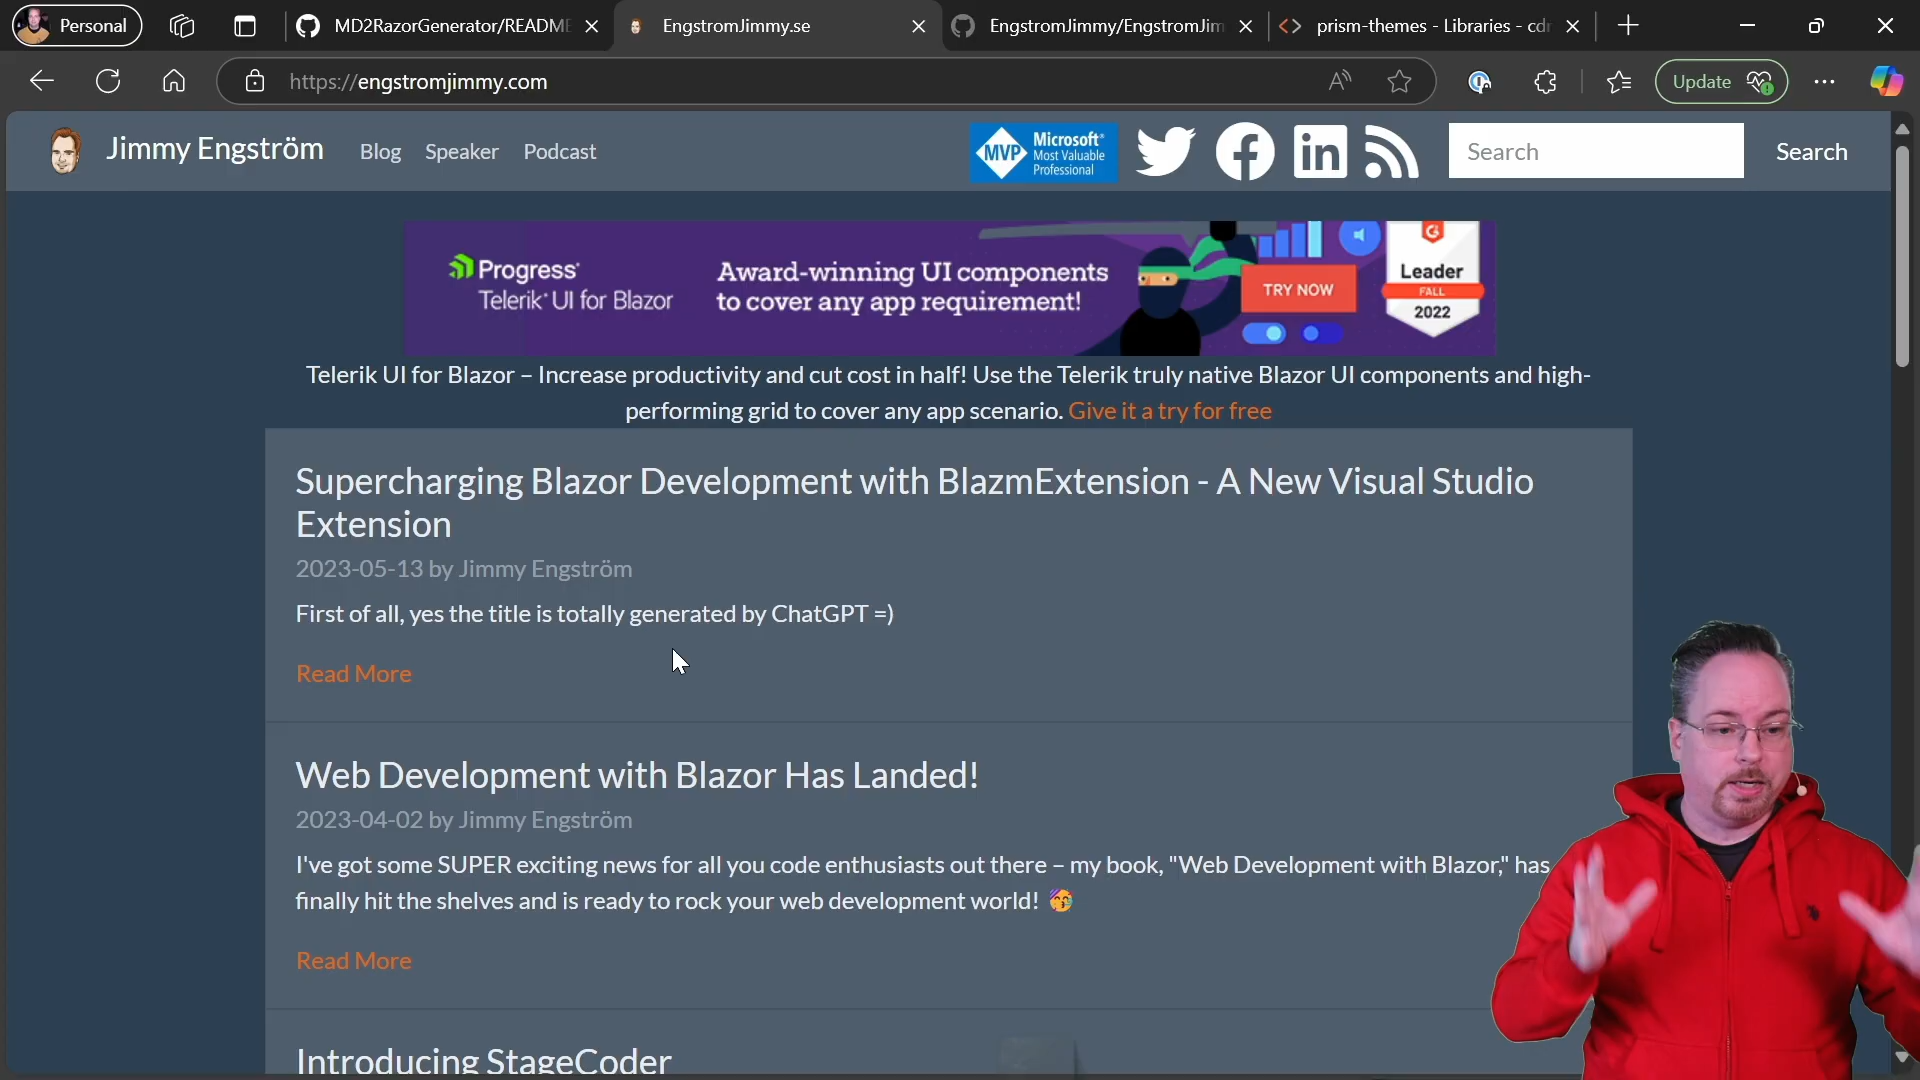 Personal
MD2RazorGenerator/README
EngstromJimmy.se
EngstromJimmy/EngstromJim
prism-themes - Libraries - cdn
https://engstromjimmy.com
Update
Jimmy Engström
Blog
Speaker
Podcast
MVP
Microsoft®
Most Valuable
Professional
in
Search
Search
Progress®
Telerik® UI for Blazor
Award-winning UI components
to cover any app requirement!
TRY NOW
Leader
FALL
2022
Telerik UI for Blazor – Increase productivity and cut cost in half! Use the Telerik truly native Blazor UI components and high-
performing grid to cover any app scenario. Give it a try for free
Supercharging Blazor Development with BlazmExtension - A New Visual Studio
Extension
2023-05-13 by Jimmy Engström
First of all, yes the title is totally generated by ChatGPT =)
Read More
Web Development with Blazor Has Landed!
2023-04-02 by Jimmy Engström
I've got some SUPER exciting news for all you code enthusiasts out there – my book, "Web Development with Blazor," has
finally hit the shelves and is ready to rock your web development world! 🥳
Read More
Introducing StageCoder